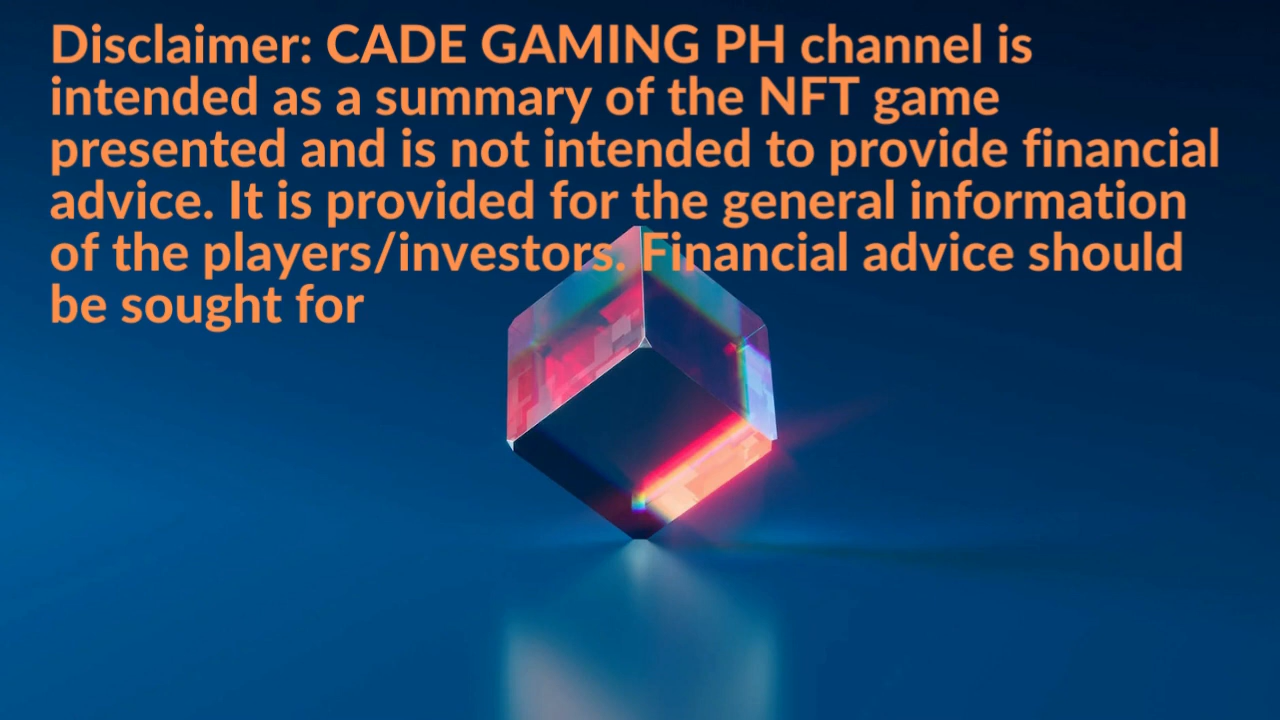 Disclaimer: CADE GAMING PH channel is
intended as a summary of the NFT game
presented and is not intended to provide financial
advice. It is provided for the general information
of the players/investors. Financial advice should
be sought for